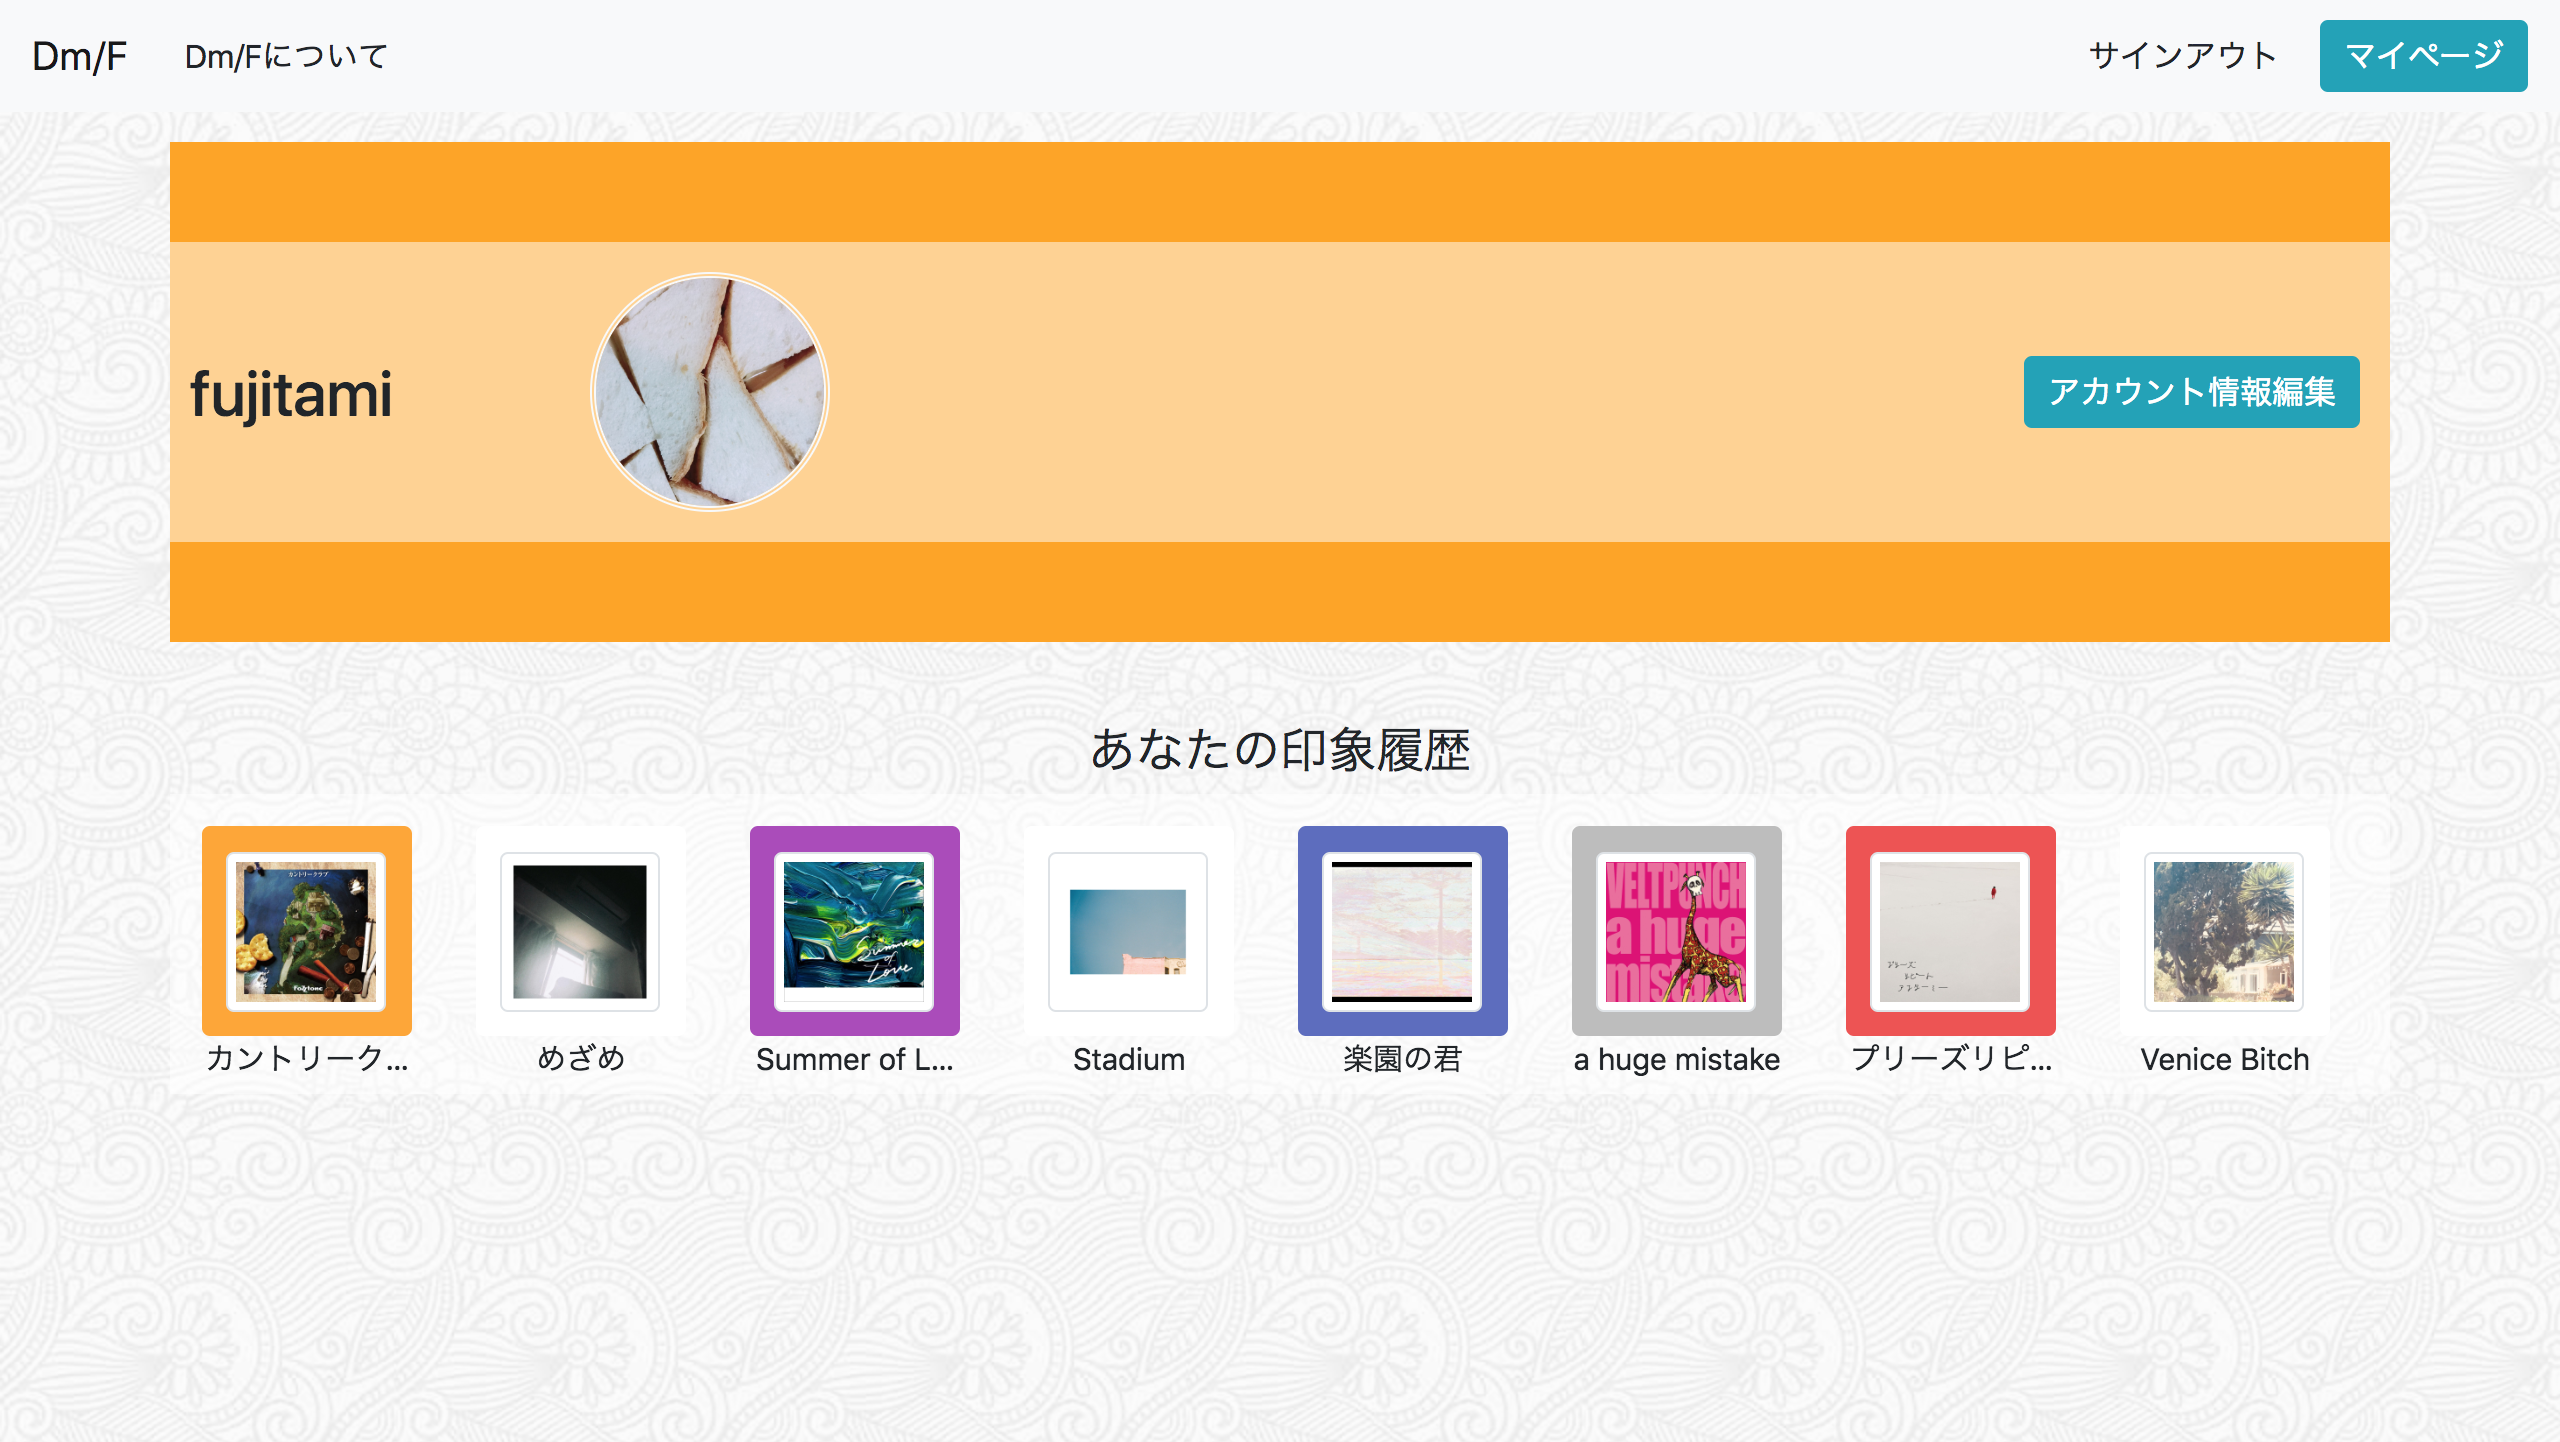 Dm/F
Dm/Fについて
サインアウト
マイページ
fujitami
アカウント情報編集
あなたの印象履歴
カントリークラブ
forTune
Summer of Love
VELTPUNCH
a huge
mistake
プリーズ
リピート
アフターミー
カントリーク...
めざめ
Summer of L...
Stadium
楽園の君
a huge mistake
プリーズリピ...
Venice Bitch